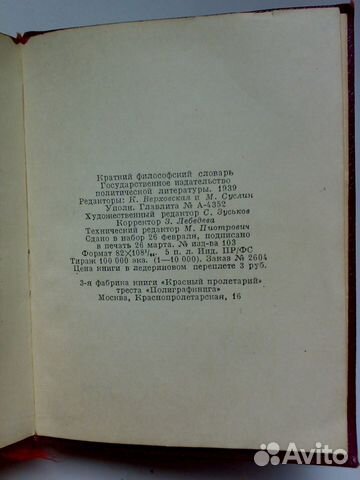 Краткий философский словарь
Государственное издательство
политической литературы. 1939
Редакторы: К. Верховская и М. Суслин
Уполн. Главлита № А-4352
Художественный редактор С. Зуськов
Корректор З. Лебедева
Технический редактор М. Пиотрович
Сдано в набор 26 февраля, подписано
в печать 26 марта. № изд-ва 103
Формат 82×108¹/₆₄. 5 п. л. Инд. ПР/ФС
Тираж 100 000 экз. (1—10 000). Заказ № 2604
Цена книги в ледериновом переплете 3 руб.
3-я фабрика книги «Красный пролетарий»
треста «Полиграфкнига»
Москва, Краснопролетарская, 16
Avito